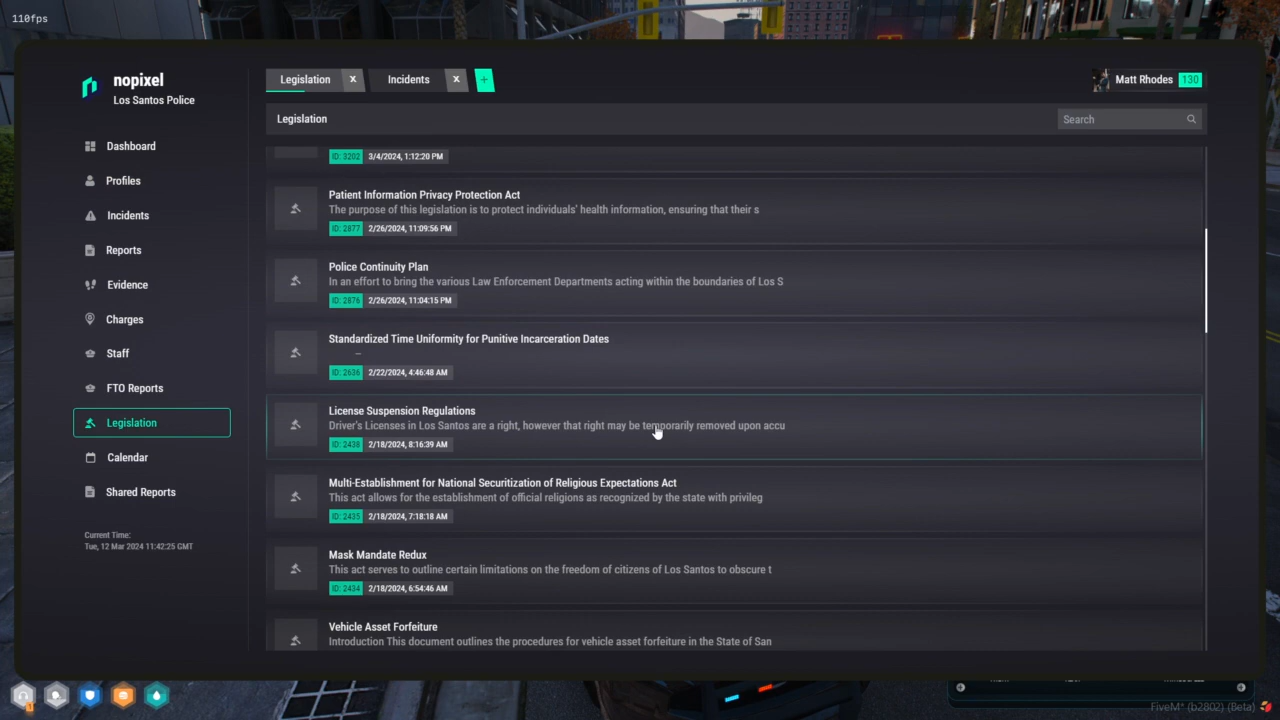 110fps
nopixel
Los Santos Police
Legislation x
Incidents x
+
Matt Rhodes 130
Legislation
Search
Dashboard
Profiles
Incidents
Reports
Evidence
Charges
Staff
FTO Reports
Legislation
Calendar
Shared Reports
Current Time:
Tue, 12 Mar 2024 11:42:25 GMT
ID: 3202 3/4/2024, 1:12:20 PM
Patient Information Privacy Protection Act
The purpose of this legislation is to protect individuals' health information, ensuring that their s
ID: 2877 2/26/2024, 11:09:56 PM
Police Continuity Plan
In an effort to bring the various Law Enforcement Departments acting within the boundaries of Los S
ID: 2876 2/26/2024, 11:04:15 PM
Standardized Time Uniformity for Punitive Incarceration Dates
–
ID: 2636 2/22/2024, 4:46:48 AM
License Suspension Regulations
Driver's Licenses in Los Santos are a right, however that right may be temporarily removed upon accu
ID: 2438 2/18/2024, 8:16:39 AM
Multi-Establishment for National Securitization of Religious Expectations Act
This act allows for the establishment of official religions as recognized by the state with privileg
ID: 2435 2/18/2024, 7:18:18 AM
Mask Mandate Redux
This act serves to outline certain limitations on the freedom of citizens of Los Santos to obscure t
ID: 2434 2/18/2024, 6:54:46 AM
Vehicle Asset Forfeiture
Introduction This document outlines the procedures for vehicle asset forfeiture in the State of San
FiveM* (b2802) (Beta)